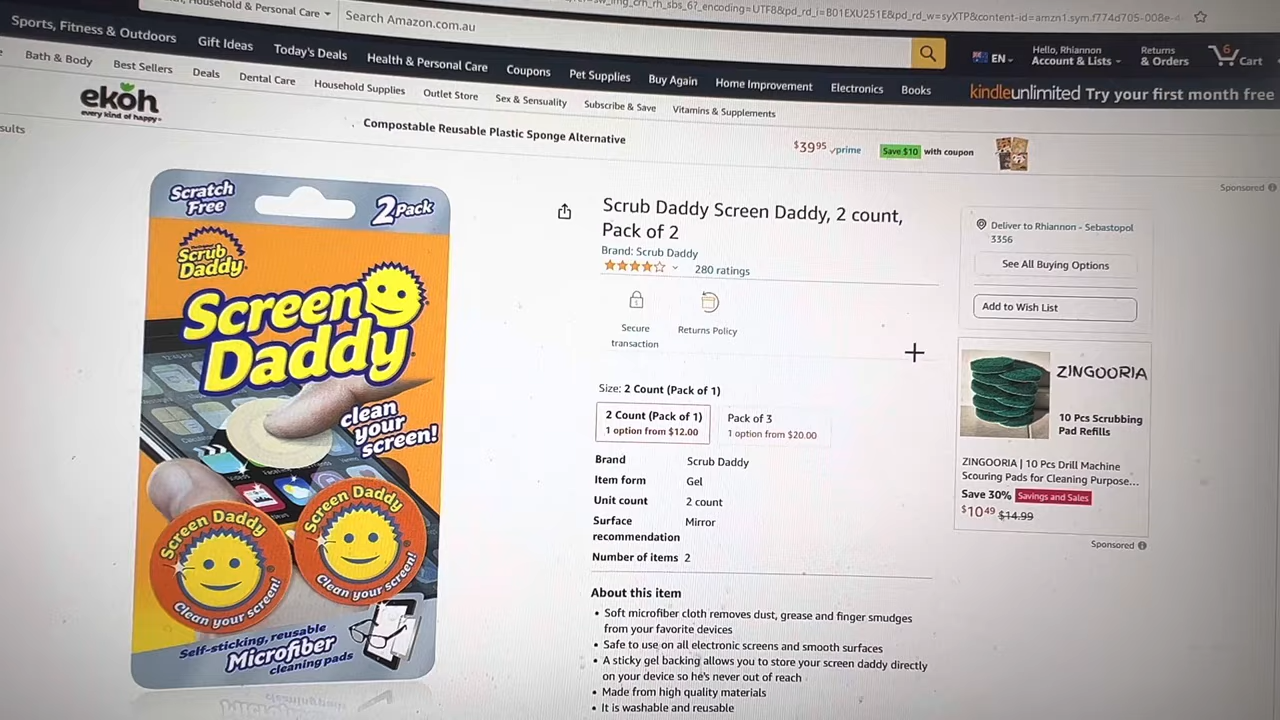 Household & Personal Care
Search Amazon.com.au
EN
Hello, Rhiannon
Account & Lists
Returns
& Orders
6
Cart
Sports, Fitness & Outdoors
Gift Ideas
Today's Deals
Health & Personal Care
Coupons
Pet Supplies
Buy Again
Home Improvement
Electronics
Books
kindleunlimited Try your first month free
Bath & Body
Best Sellers
Deals
Dental Care
Household Supplies
Outlet Store
Sex & Sensuality
Subscribe & Save
Vitamins & Supplements
ekoh
every kind of happy
Compostable Reusable Plastic Sponge Alternative
$3995 prime
Save $10 with coupon
Sponsored
sults
Scratch
Free
2 Pack
Scrub
Daddy
Screen
Daddy
clean
your
screen!
Screen Daddy
Clean your screen!
Screen Daddy
Clean your screen!
Self-sticking, reusable
Microfiber
cleaning pads
Scrub Daddy Screen Daddy, 2 count,
Pack of 2
Brand: Scrub Daddy
280 ratings
Secure
transaction
Returns Policy
Size: 2 Count (Pack of 1)
2 Count (Pack of 1)
1 option from $12.00
Pack of 3
1 option from $20.00
Brand Scrub Daddy
Item form Gel
Unit count 2 count
Surface Mirror
recommendation
Number of items 2
About this item
• Soft microfiber cloth removes dust, grease and finger smudges
from your favorite devices
• Safe to use on all electronic screens and smooth surfaces
• A sticky gel backing allows you to store your screen daddy directly
on your device so he's never out of reach
• Made from high quality materials
• It is washable and reusable
Deliver to Rhiannon - Sebastopol
3356
See All Buying Options
Add to Wish List
ZINGOORIA
10 Pcs Scrubbing
Pad Refills
ZINGOORIA | 10 Pcs Drill Machine
Scouring Pads for Cleaning Purpose...
Save 30% Savings and Sales
$1049 $14.99
Sponsored